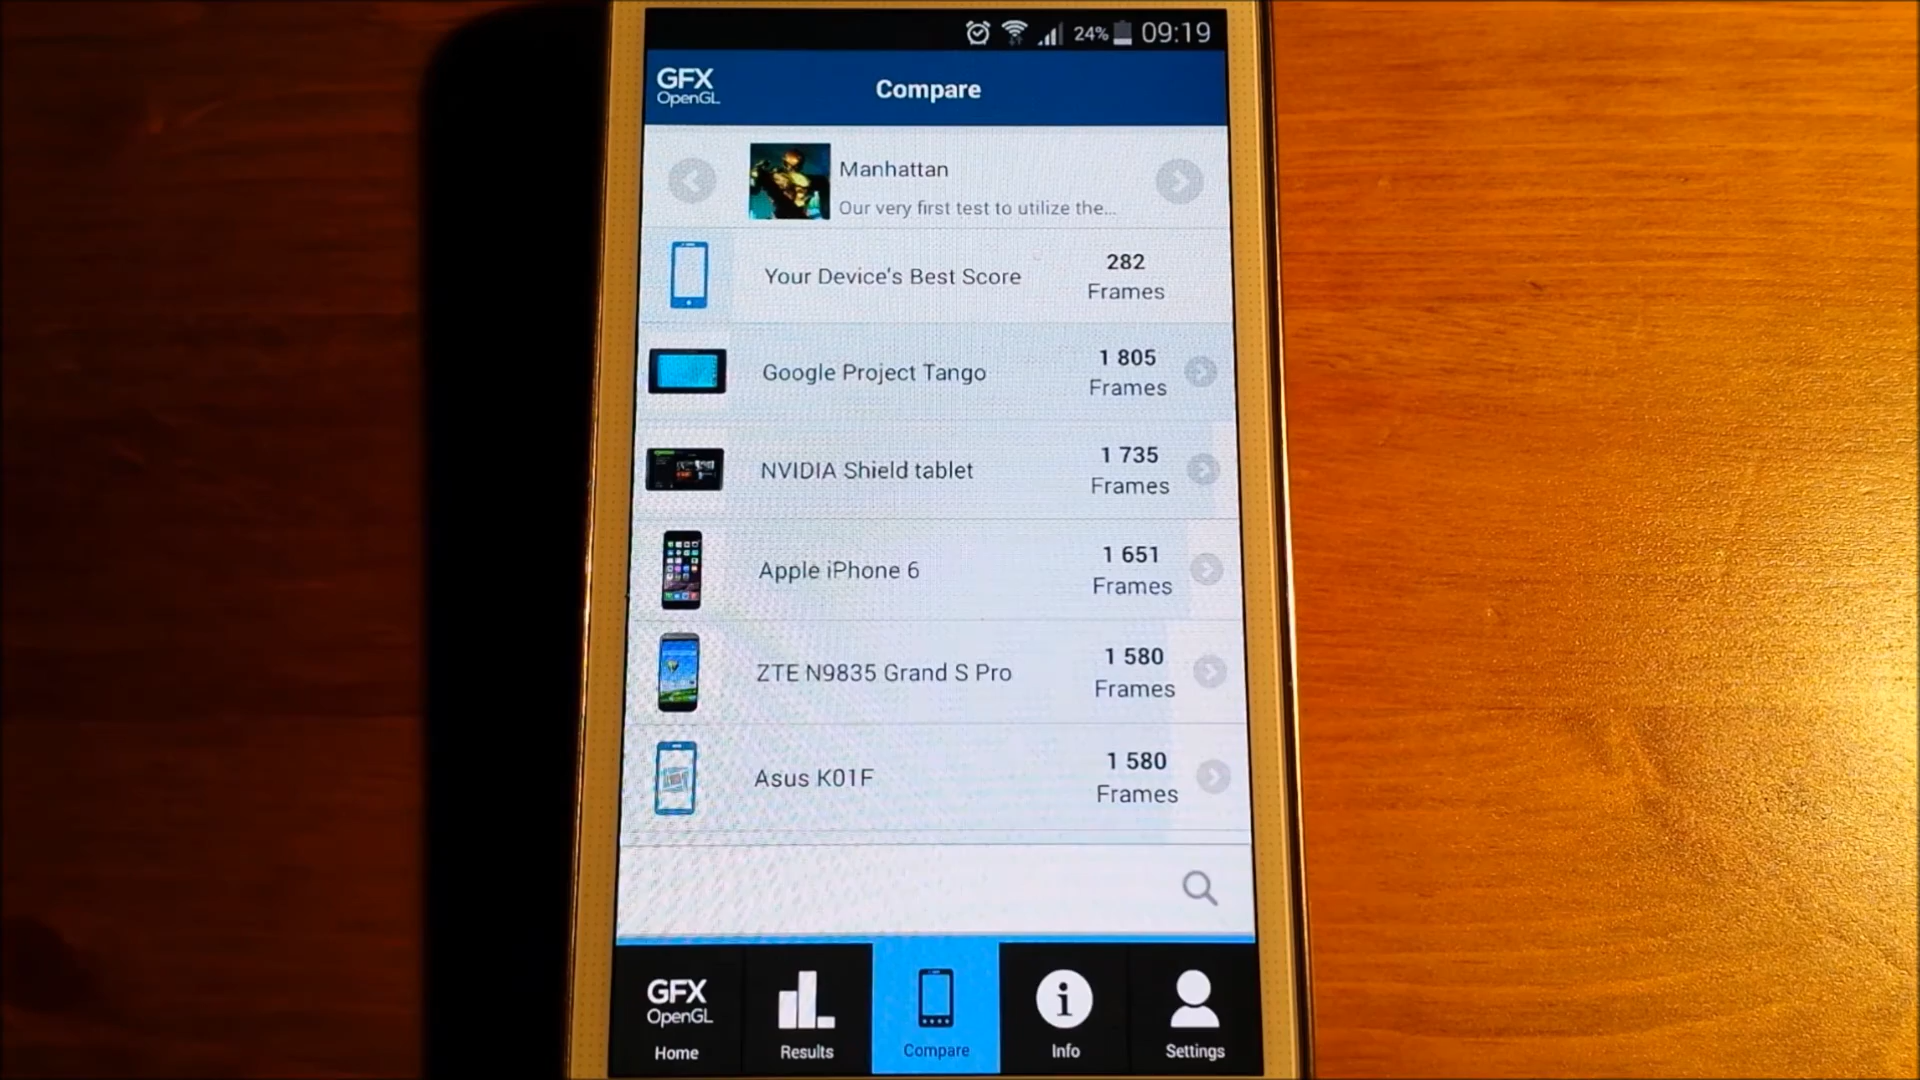 24% 09:19
GFX
OpenGL
Compare
Manhattan
Our very first test to utilize the...
Your Device's Best Score
282
Frames
Google Project Tango
1 805
Frames
NVIDIA Shield tablet
1 735
Frames
Apple iPhone 6
1 651
Frames
ZTE N9835 Grand S Pro
1 580
Frames
Asus K01F
1 580
Frames
GFX
OpenGL
Home
Results
Compare
Info
Settings